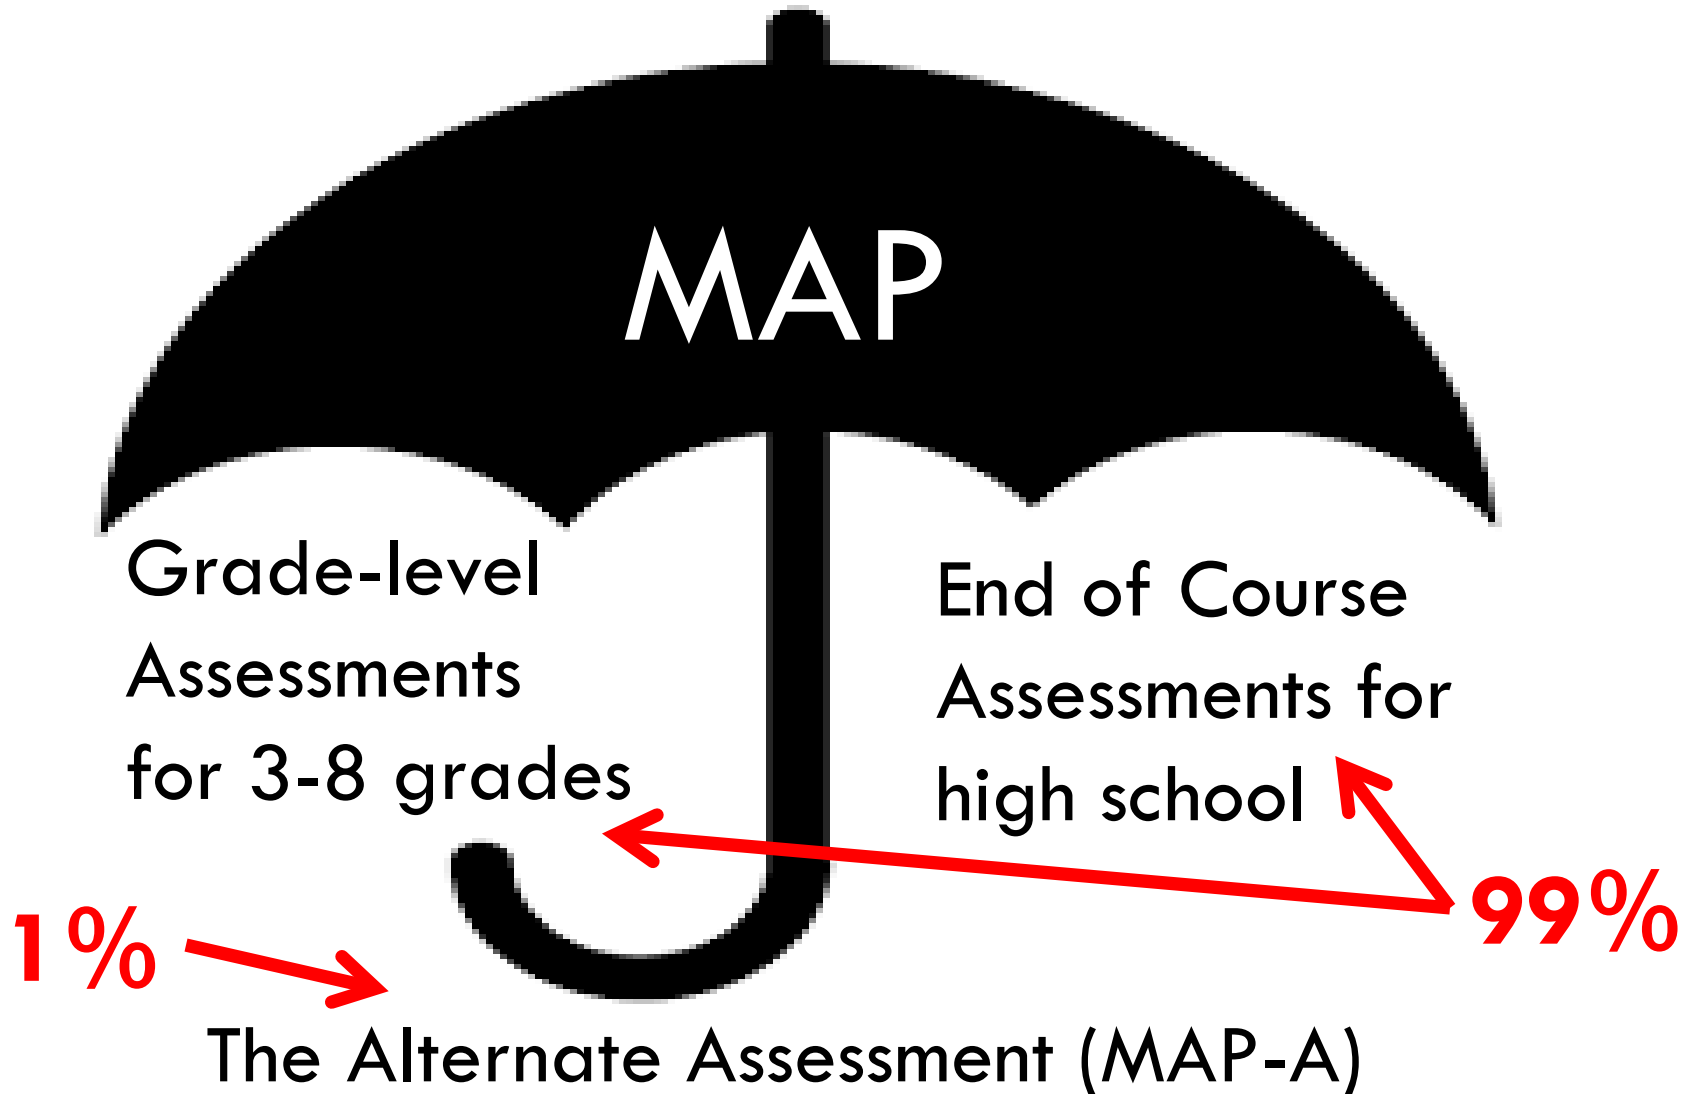 MAP
Grade-level
Assessments
for 3-8 grades
End of Course
Assessments for
high school
1%
99%
The Alternate Assessment (MAP-A)